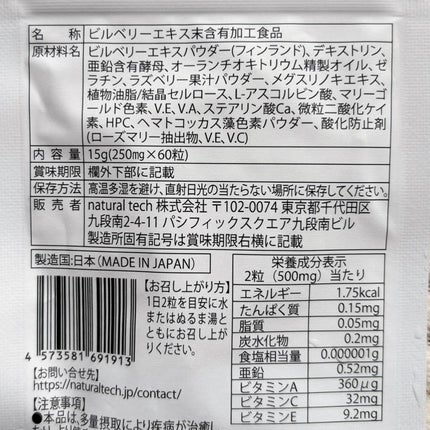 名 称 ビルベリーエキス末含有加工食品
原材料名 ビルベリーエキスパウダー(フィンランド)、デキストリン、
亜鉛含有酵母、オーランチオキトリウム精製オイル、ゼ
ラチン、ラズベリー果汁パウダー、メグスリノキエキス、
植物油脂/結晶セルロース、L-アスコルビン酸、マリー
ゴールド色素、V.E、V.A、ステアリン酸Ca、微粒二酸化ケイ
素、HPC、ヘマトコッカス藻色素パウダー、酸化防止剤
(ローズマリー抽出物、V.E、V.C)
内 容 量 15g(250mg×60粒)
賞味期限 欄外下部に記載
保存方法 高温多湿を避け、直射日光の当たらない場所に保存してください。
販 売 者 natural tech 株式会社 〒102-0074 東京都千代田区
九段南2-4-11 パシフィックスクエア九段南ビル
製造所固有記号は賞味期限右横に記載
製造国:日本(MADE IN JAPAN)
【お召し上がり方】
1日2粒を目安に水
またはぬるま湯と
ともにお召し上が
りください。
4 573581 691913
【お問い合わせ】
https://naturaltech.jp/contact/
【注意事項】
●本品は、多量摂取により疾病が治癒し
栄養成分表示
2粒(500mg)当たり
エネルギー 1.75kcal
たんぱく質 0.15mg
脂質 0.05mg
炭水化物 0.2mg
食塩相当量 0.000001g
亜鉛 0.52mg
ビタミンA 360μg
ビタミンC 32mg
ビタミンE 9.2mg